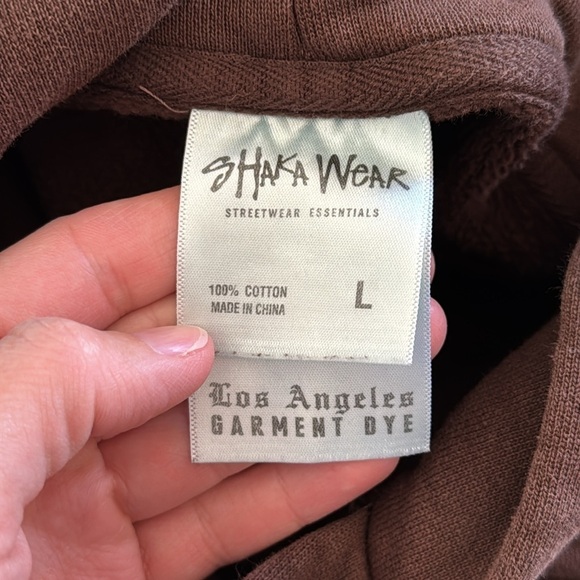 SHAKA WEAR
STREETWEAR ESSENTIALS
100% COTTON
MADE IN CHINA
L
Los Angeles
GARMENT DYE